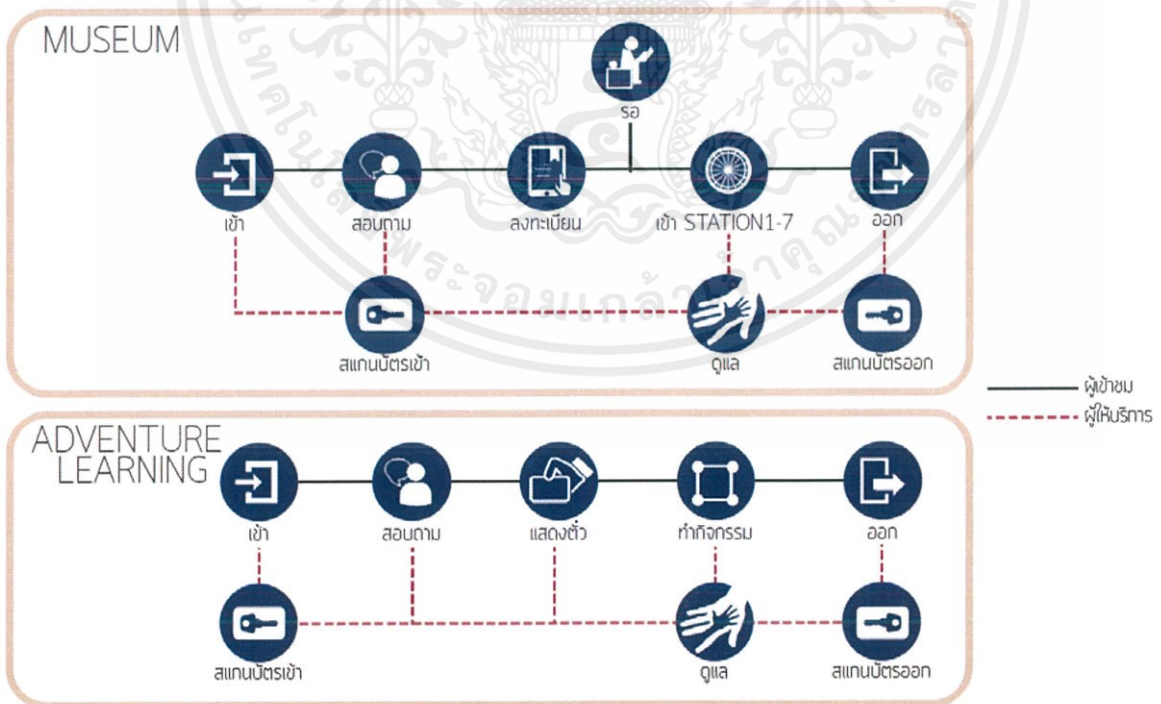 MUSEUM
รอ
เข้า
สอบถาม
ลงทะเบียน
เข้า STATION1-7
ออก
สแกนบัตรเข้า
ดูแล
สแกนบัตรออก
ผู้เข้าชม
ผู้ให้บริการ
ADVENTURE
LEARNING
เข้า
สอบถาม
แสดงตั๋ว
ทำกิจกรรม
ออก
สแกนบัตรเข้า
ดูแล
สแกนบัตรออก